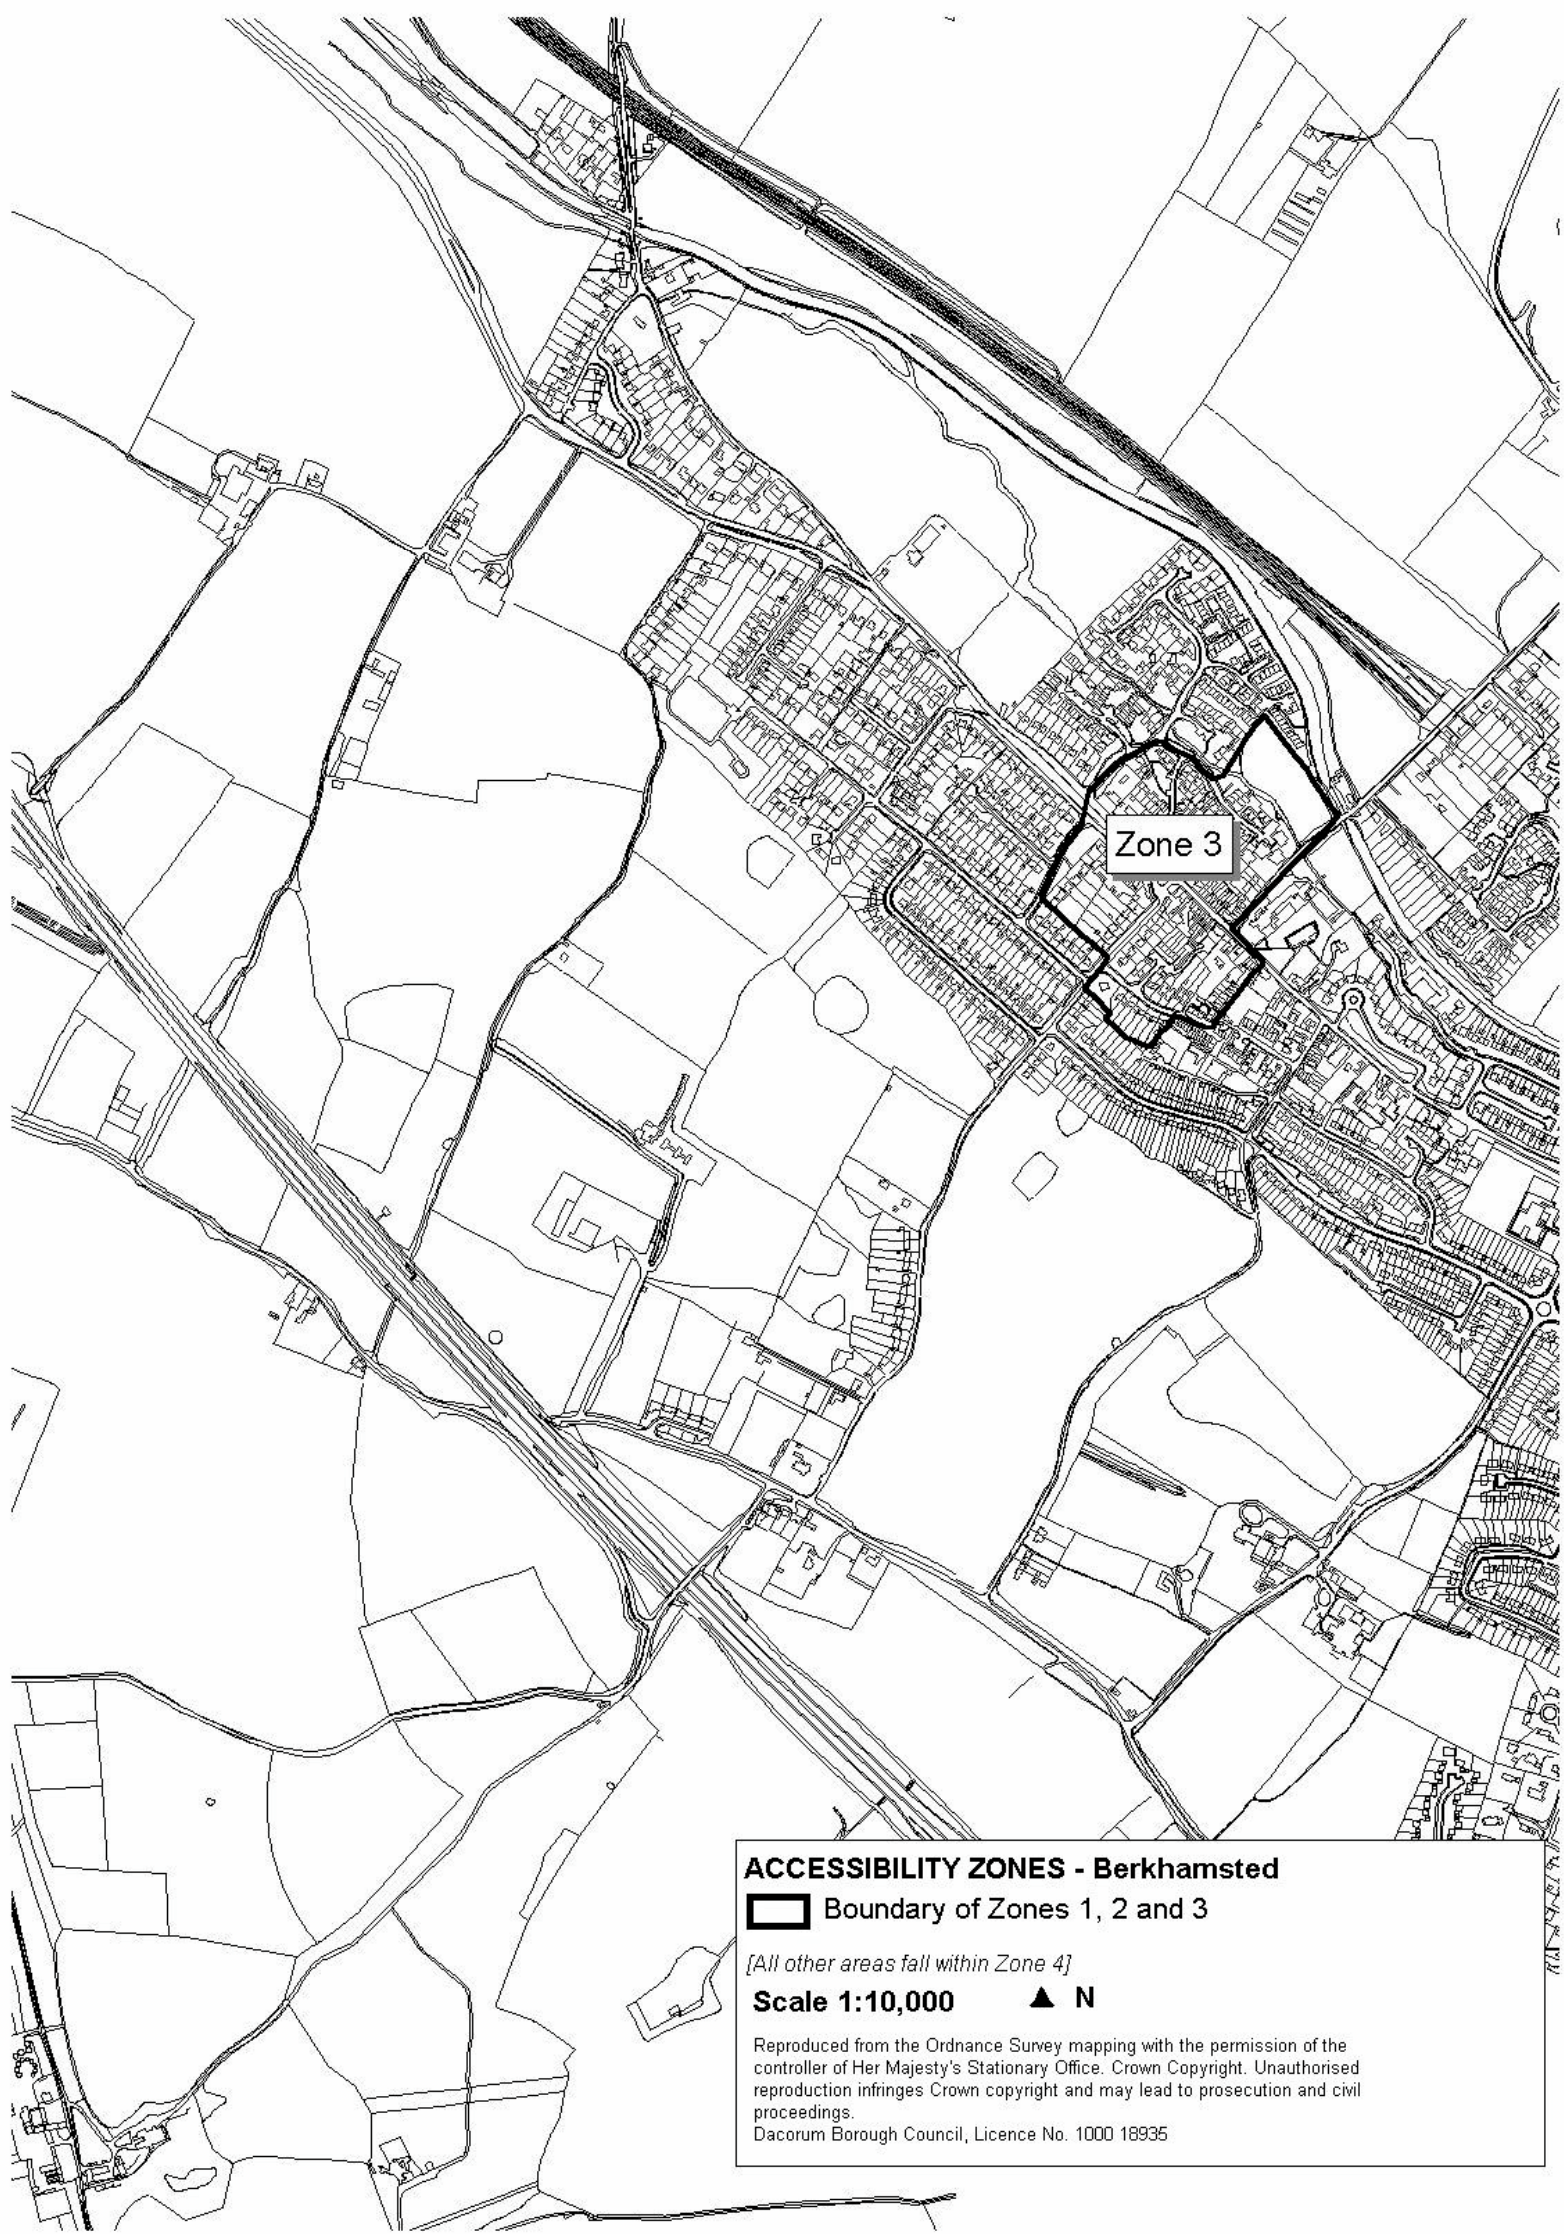 Zone 3
ACCESSIBILITY ZONES - Berkhamsted
Boundary of Zones 1, 2 and 3
[All other areas fall within Zone 4]
Scale 1:10,000 N
Reproduced from the Ordnance Survey mapping with the permission of the
controller of Her Majesty's Stationary Office. Crown Copyright. Unauthorised
reproduction infringes Crown copyright and may lead to prosecution and civil
proceedings.
Dacorum Borough Council, Licence No. 1000 18935